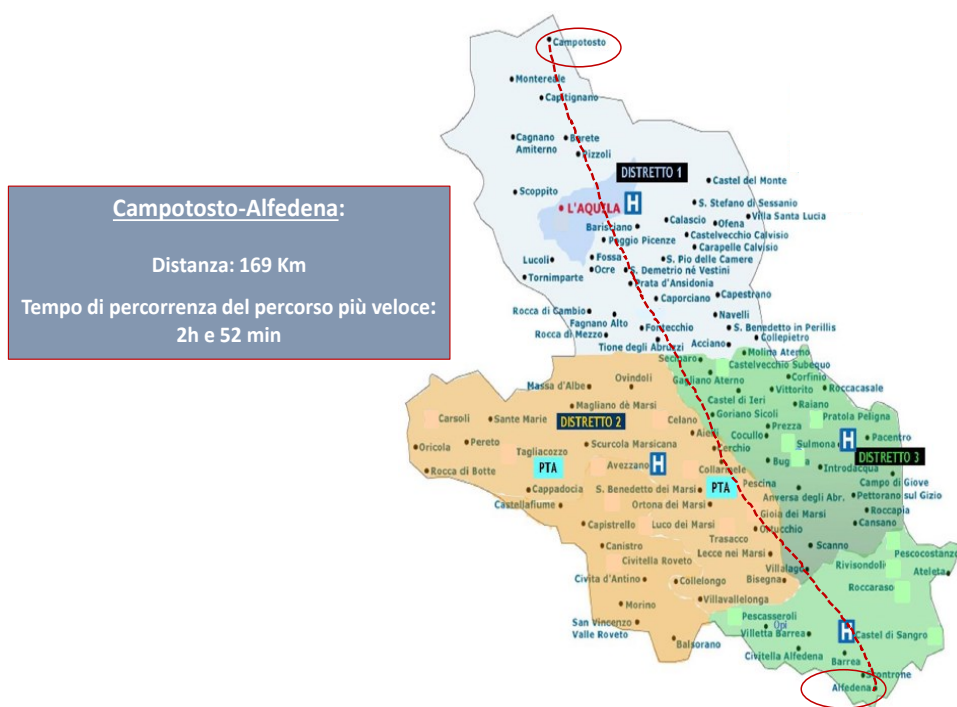 Campotosto-Alfedena:
Distanza: 169 Km
Tempo di percorrenza del percorso più veloce:
2h e 52 min
Campotosto
Montereale
Capitignano
Cagnano
Amiterno
Barete
Pizzoli
DISTRETTO 1
Castel del Monte
Scoppito
S. Stefano di Sessanio
H
L'AQUILA
Calascio
Ofena
Villa Santa Lucia
Barisciano
Castelvecchio Calvisio
Poggio Picenze
Carapelle Calvisio
Lucoli
Fossa
S. Pio delle Camere
Ocre
S. Demetrio né Vestini
Tornimparte
Prata d'Ansidonia
Caporciano
Capestrano
Rocca di Cambio
Fagnano Alto
Navelli
Rocca di Mezzo
Fontecchio
S. Benedetto in Perillis
Tione degli Abruzzi
Acciano
Collepietro
Molina Aterno
Secinaro
Castelvecchio Subequo
Massa d'Albe
Ovindoli
Gagliano Aterno
Corfinio
Vittorito
Roccacasale
Magliano dè Marsi
Castel di Ieri
Raiano
Carsoli
Sante Marie
DISTRETTO 2
Celano
Goriano Sicoli
Prezza
Pratola Peligna
Aielli
Cocullo
Pacentro
Oricola
Pereto
Scurcola Marsicana
Cerchio
Sulmona
H
Tagliacozzo
DISTRETTO 3
Rocca di Botte
PTA
Avezzano
H
Collarmele
Bugnara
Introdacqua
Cappadocia
S. Benedetto dei Marsi
PTA
Pescina
Campo di Giove
Castellafiume
Ortona dei Marsi
Anversa degli Abr.
Pettorano sul Gizio
Gioia dei Marsi
Roccapia
Capistrello
Luco dei Marsi
Ortucchio
Cansano
Trasacco
Canistro
Lecce nei Marsi
Scanno
Pescocostanzo
Civitella Roveto
Villalago
Rivisondoli
Ateleta
Civita d'Antino
Collelongo
Bisegna
Roccaraso
Morino
Villavallelonga
Pescasseroli
San Vincenzo
Valle Roveto
Opi
Villetta Barrea
H
Castel di Sangro
Balsorano
Civitella Alfedena
Barrea
Scontrone
Alfedena